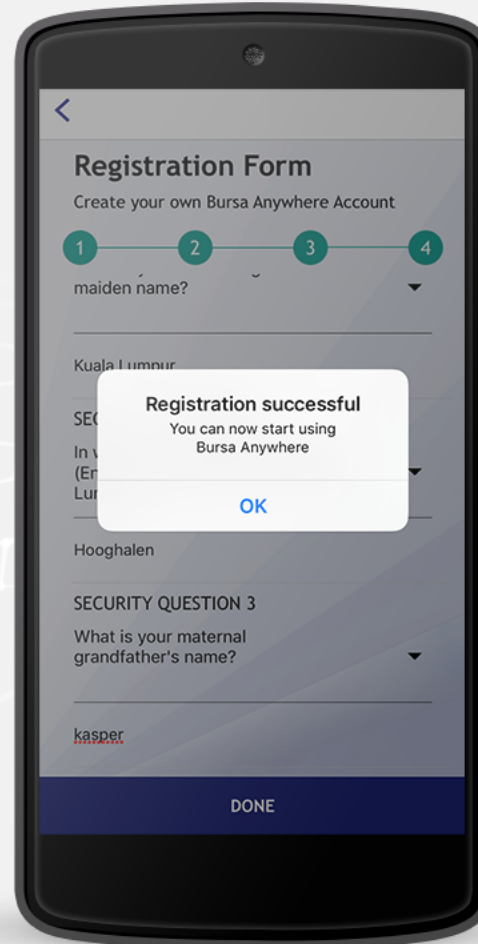 Registration Form
Create your own Bursa Anywhere Account
1 2 3 4
maiden name?
Kuala Lumpur
Registration successful
You can now start using
Bursa Anywhere
OK
Hooghalen
SECURITY QUESTION 3
What is your maternal
grandfather's name?
kasper
DONE